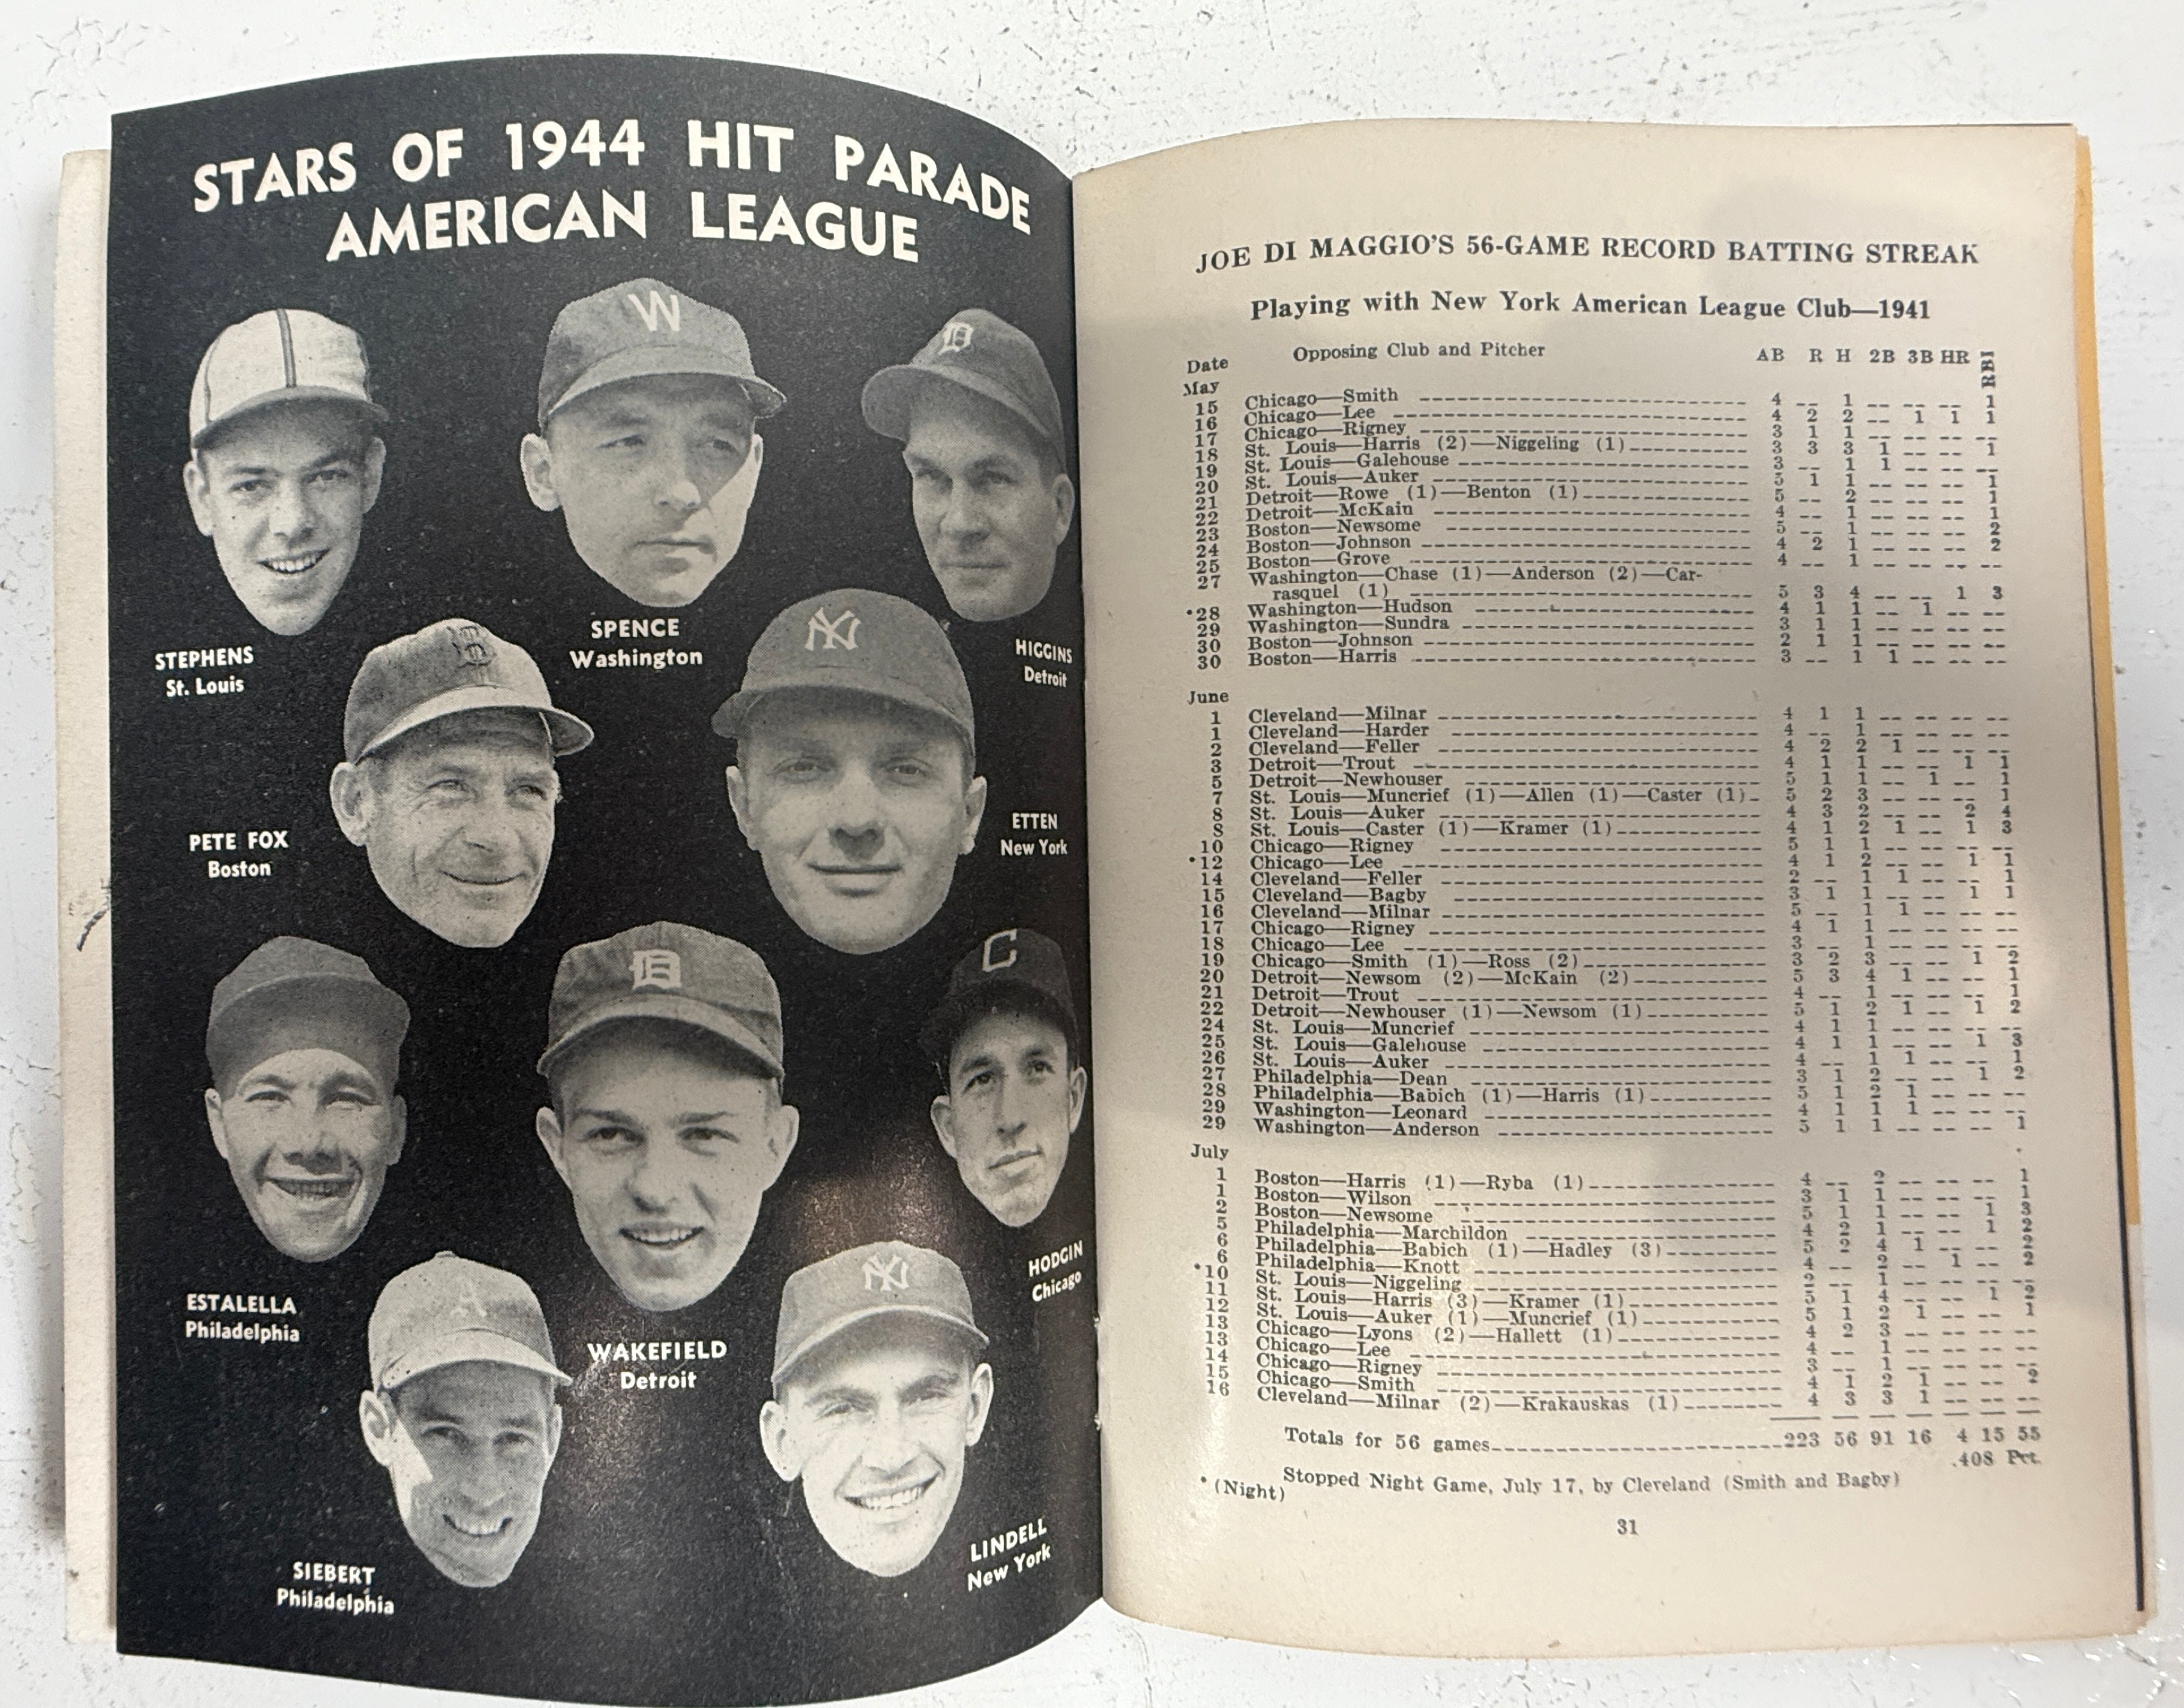 STARS OF 1944 HIT PARADE
AMERICAN LEAGUE
W
D
STEPHENS
St. Louis
SPENCE
Washington
HIGGINS
Detroit
B
NY
PETE FOX
Boston
ETTEN
New York
D
C
ESTALELLA
Philadelphia
WAKEFIELD
Detroit
HODGIN
Chicago
A
NY
SIEBERT
Philadelphia
LINDELL
New York
JOE DI MAGGIO'S 56-GAME RECORD BATTING STREAK
Playing with New York American League Club—1941
Date Opposing Club and Pitcher AB R H 2B 3B HR RBI
May
15 Chicago—Smith 4 -- 1 -- -- -- 1
16 Chicago—Lee 4 2 2 -- 1 1 1
17 Chicago—Rigney 3 1 1 -- -- -- --
18 St. Louis—Harris (2)—Niggeling (1) 3 3 3 1 -- -- 1
19 St. Louis—Galehouse 3 -- 1 1 -- -- --
20 St. Louis—Auker 5 1 1 -- -- -- 1
21 Detroit—Rowe (1)—Benton (1) 5 -- 2 -- -- -- 1
22 Detroit—McKain 4 -- 1 -- -- -- 1
23 Boston—Newsome 5 -- 1 -- -- -- 2
24 Boston—Johnson 4 2 1 -- -- -- 2
25 Boston—Grove 4 -- 1 -- -- -- --
27 Washington—Chase (1)—Anderson (2)—Car-
rasquel (1) 5 3 4 -- -- 1 3
*28 Washington—Hudson 4 1 1 -- 1 -- --
29 Washington—Sundra 3 1 1 -- -- -- --
30 Boston—Johnson 2 1 1 -- -- -- --
30 Boston—Harris 3 -- 1 1 -- -- --
June
1 Cleveland—Milnar 4 1 1 -- -- -- --
1 Cleveland—Harder 4 -- 1 -- -- -- --
2 Cleveland—Feller 4 2 2 1 -- -- --
3 Detroit—Trout 4 1 1 -- -- 1 1
5 Detroit—Newhouser 5 1 1 -- 1 -- 1
7 St. Louis—Muncrief (1)—Allen (1)—Caster (1) 5 2 3 -- -- -- 1
8 St. Louis—Auker 4 3 2 -- -- 2 4
8 St. Louis—Caster (1)—Kramer (1) 4 1 2 1 -- 1 3
10 Chicago—Rigney 5 1 1 -- -- -- --
*12 Chicago—Lee 4 1 2 -- -- 1 1
14 Cleveland—Feller 2 -- 1 1 -- -- 1
15 Cleveland—Bagby 3 1 1 -- -- 1 1
16 Cleveland—Milnar 5 -- 1 1 -- -- --
17 Chicago—Rigney 4 1 1 -- -- -- --
18 Chicago—Lee 3 -- 1 -- -- -- --
19 Chicago—Smith (1)—Ross (2) 3 2 3 -- -- 1 2
20 Detroit—Newsom (2)—McKain (2) 5 3 4 1 -- -- 1
21 Detroit—Trout 4 -- 1 -- -- -- 1
22 Detroit—Newhouser (1)—Newsom (1) 5 1 2 1 -- 1 2
24 St. Louis—Muncrief 4 1 1 -- -- -- --
25 St. Louis—Galehouse 4 1 1 -- -- 1 3
26 St. Louis—Auker 4 -- 1 1 -- -- 1
27 Philadelphia—Dean 3 1 2 -- -- 1 2
28 Philadelphia—Babich (1)—Harris (1) 5 1 2 1 -- -- --
29 Washington—Leonard 4 1 1 1 -- -- --
29 Washington—Anderson 5 1 1 -- -- -- 1
July
1 Boston—Harris (1)—Ryba (1) 4 -- 2 -- -- -- 1
1 Boston—Wilson 3 1 1 -- -- -- 1
2 Boston—Newsome 5 1 1 -- -- 1 3
5 Philadelphia—Marchildon 4 2 1 -- -- 1 2
6 Philadelphia—Babich (1)—Hadley (3) 5 2 4 1 -- -- 2
6 Philadelphia—Knott 4 -- 2 -- 1 -- 2
*10 St. Louis—Niggeling 2 -- 1 -- -- -- --
11 St. Louis—Harris (3)—Kramer (1) 5 1 4 -- -- 1 2
12 St. Louis—Auker (1)—Muncrief (1) 5 1 2 1 -- -- 1
13 Chicago—Lyons (2)—Hallett (1) 4 2 3 -- -- -- --
13 Chicago—Lee 4 -- 1 -- -- -- --
14 Chicago—Rigney 3 -- 1 -- -- -- --
15 Chicago—Smith 4 1 2 1 -- -- 2
16 Cleveland—Milnar (2)—Krakauskas (1) 4 3 3 1 -- -- --
Totals for 56 games 223 56 91 16 4 15 55
.408 Pct.
* (Night) Stopped Night Game, July 17, by Cleveland (Smith and Bagby)
31